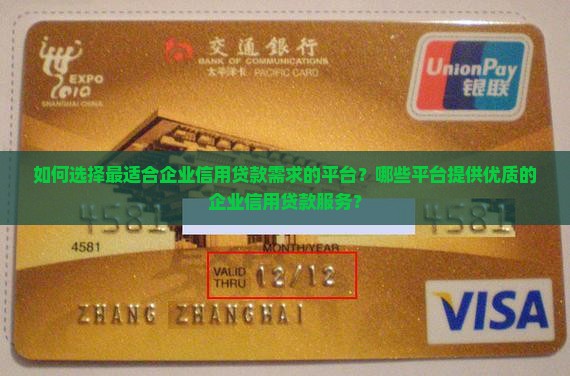 EXPO
2010
SHANGHAI CHINA
交通銀行
BANK OF COMMUNICATIONS
太平洋卡 PACIFIC CARD
UnionPay
银联
如何选择最适合企业信用贷款需求的平台？哪些平台提供优质的
企业信用贷款服务？
4581
4581
MONTH/YEAR
VALID
THRU
12/12
ZHANG ZHANGHAI
VISA